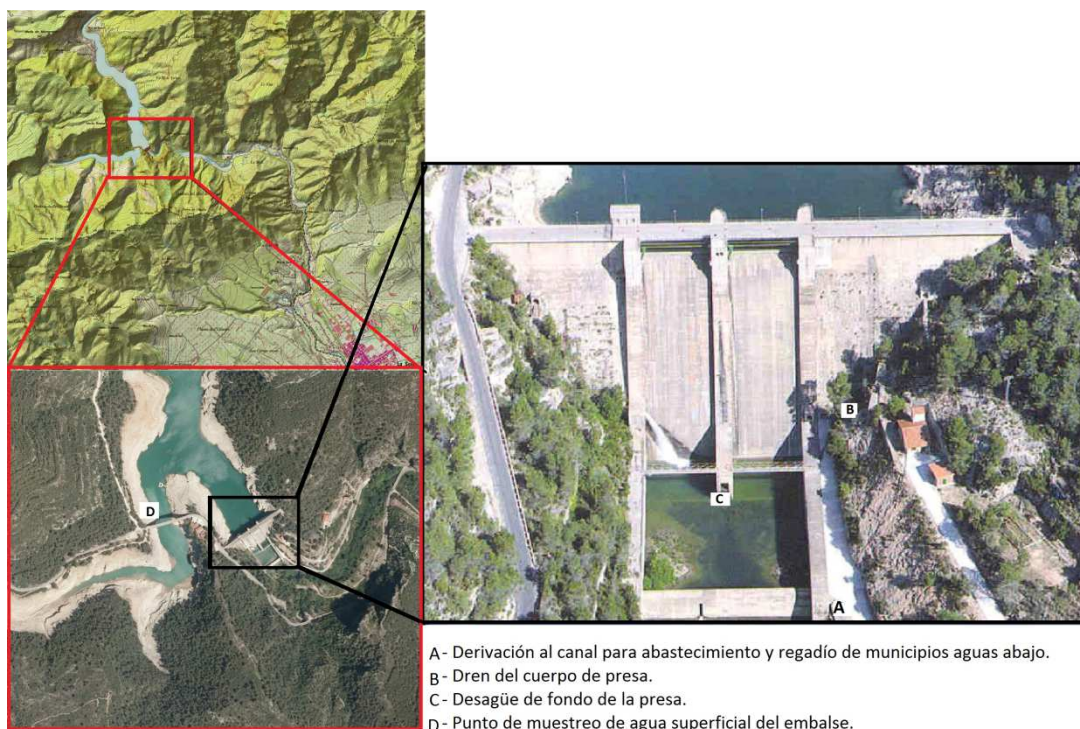 D
B
C
A
A - Derivación al canal para abastecimiento y regadío de municipios aguas abajo.
B - Dren del cuerpo de presa.
C - Desagüe de fondo de la presa.
D - Punto de muestreo de agua superficial del embalse.